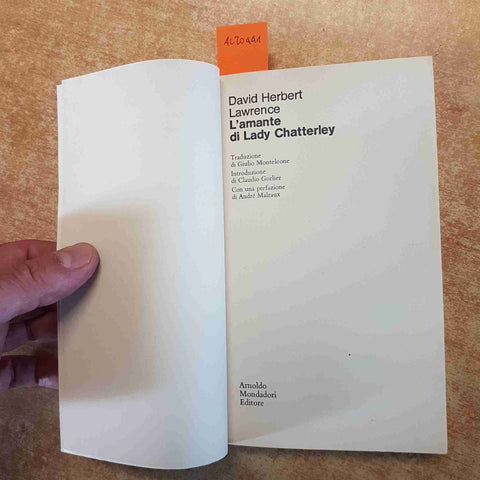 ALZO441
David Herbert
Lawrence
L'amante
di Lady Chatterley
Traduzione
di Giulio Monteleone
Introduzione
di Claudio Gorlier
Con una prefazione
di André Malraux
Arnoldo
Mondadori
Editore